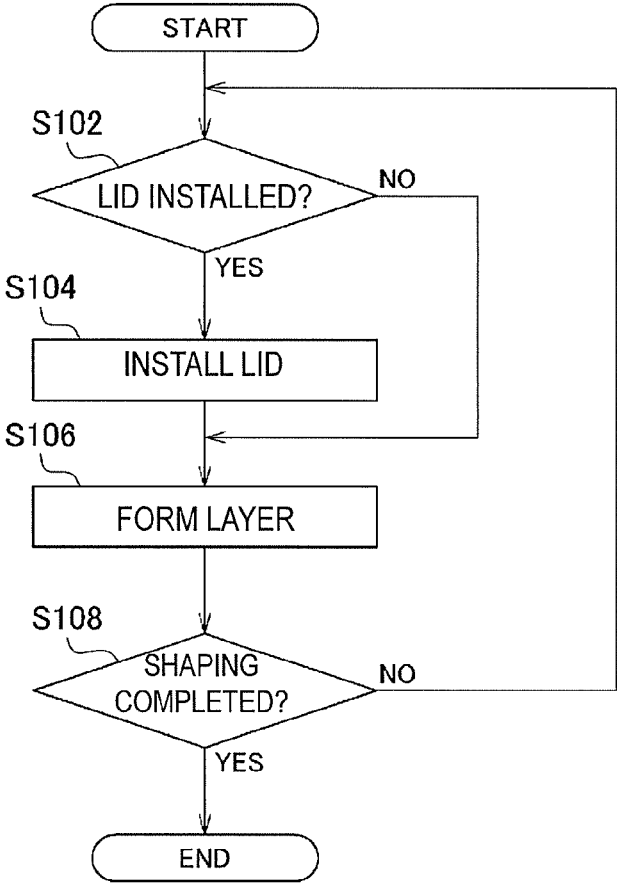 START
S102
LID INSTALLED?
NO
YES
S104
INSTALL LID
S106
FORM LAYER
S108
SHAPING
COMPLETED?
NO
YES
END